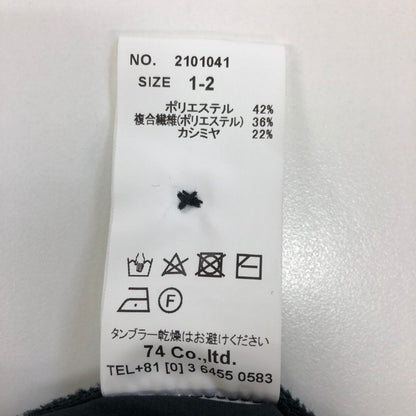 NO. 2101041
SIZE 1-2
ポリエステル 42%
複合繊維(ポリエステル) 36%
カシミヤ 22%
F
タンブラー乾燥はお避けください
74 Co.,ltd.
TEL+81 [0] 3 6455 0583